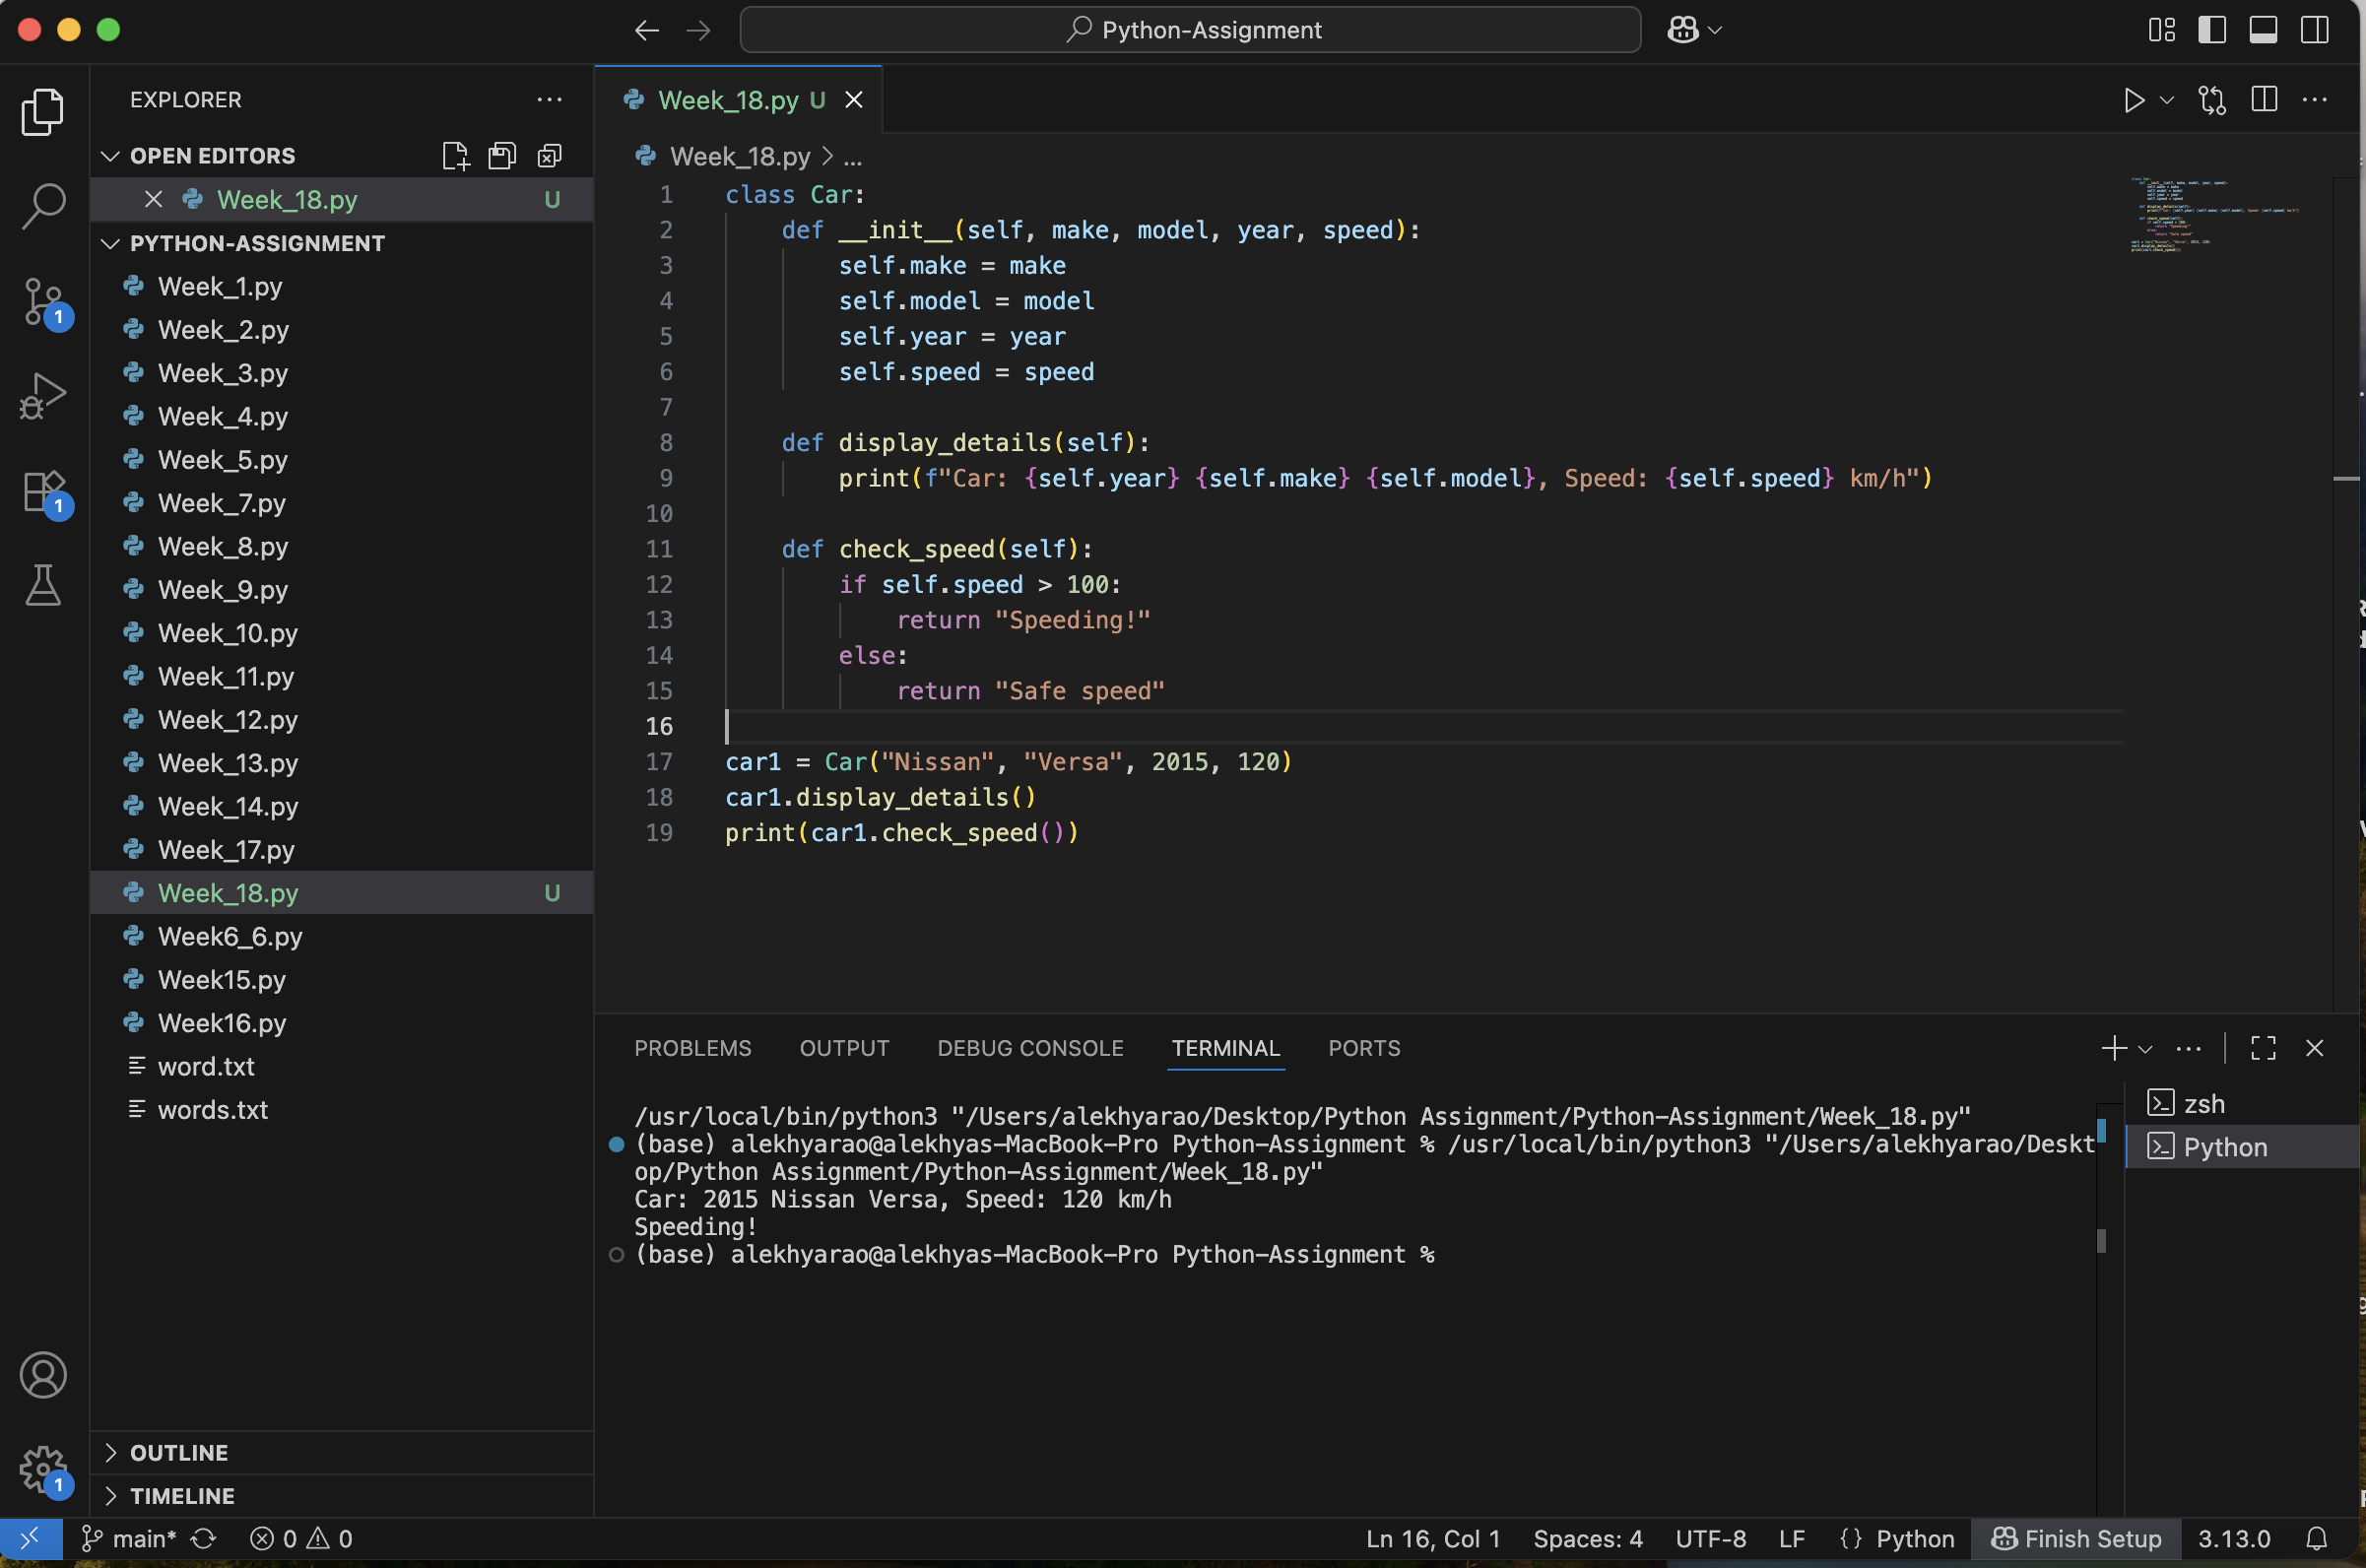 Python-Assignment
EXPLORER
OPEN EDITORS
Week_18.py U
PYTHON-ASSIGNMENT
Week_1.py
Week_2.py
Week_3.py
Week_4.py
Week_5.py
Week_7.py
Week_8.py
Week_9.py
Week_10.py
Week_11.py
Week_12.py
Week_13.py
Week_14.py
Week_17.py
Week_18.py U
Week6_6.py
Week15.py
Week16.py
word.txt
words.txt
OUTLINE
TIMELINE
1
1
1
Week_18.py U
Week_18.py > ...
1 class Car:
2     def __init__(self, make, model, year, speed):
3         self.make = make
4         self.model = model
5         self.year = year
6         self.speed = speed
7
8     def display_details(self):
9         print(f"Car: {self.year} {self.make} {self.model}, Speed: {self.speed} km/h")
10
11     def check_speed(self):
12         if self.speed > 100:
13             return "Speeding!"
14         else:
15             return "Safe speed"
16
17 car1 = Car("Nissan", "Versa", 2015, 120)
18 car1.display_details()
19 print(car1.check_speed())
PROBLEMS OUTPUT DEBUG CONSOLE TERMINAL PORTS
/usr/local/bin/python3 "/Users/alekhyarao/Desktop/Python Assignment/Python-Assignment/Week_18.py"
(base) alekhyarao@alekhyas-MacBook-Pro Python-Assignment % /usr/local/bin/python3 "/Users/alekhyarao/Deskt
op/Python Assignment/Python-Assignment/Week_18.py"
Car: 2015 Nissan Versa, Speed: 120 km/h
Speeding!
(base) alekhyarao@alekhyas-MacBook-Pro Python-Assignment %
zsh
Python
main* 0 0 Ln 16, Col 1 Spaces: 4 UTF-8 LF {} Python Finish Setup 3.13.0